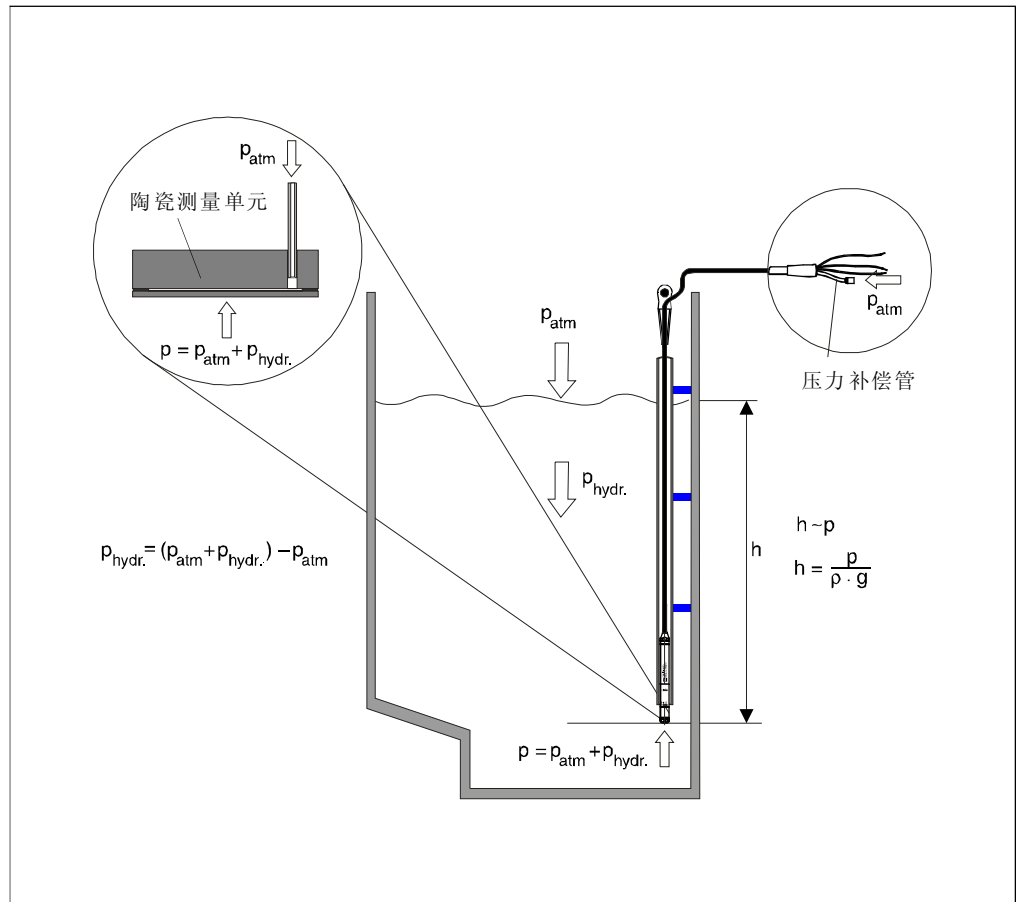 p_atm
陶瓷测量单元
p = p_atm + p_hydr.
p_atm
压力补偿管
p_atm
p_hydr.
p_hydr. = (p_atm + p_hydr.) − p_atm
h
h ~ p
h = p / (ρ · g)
p = p_atm + p_hydr.